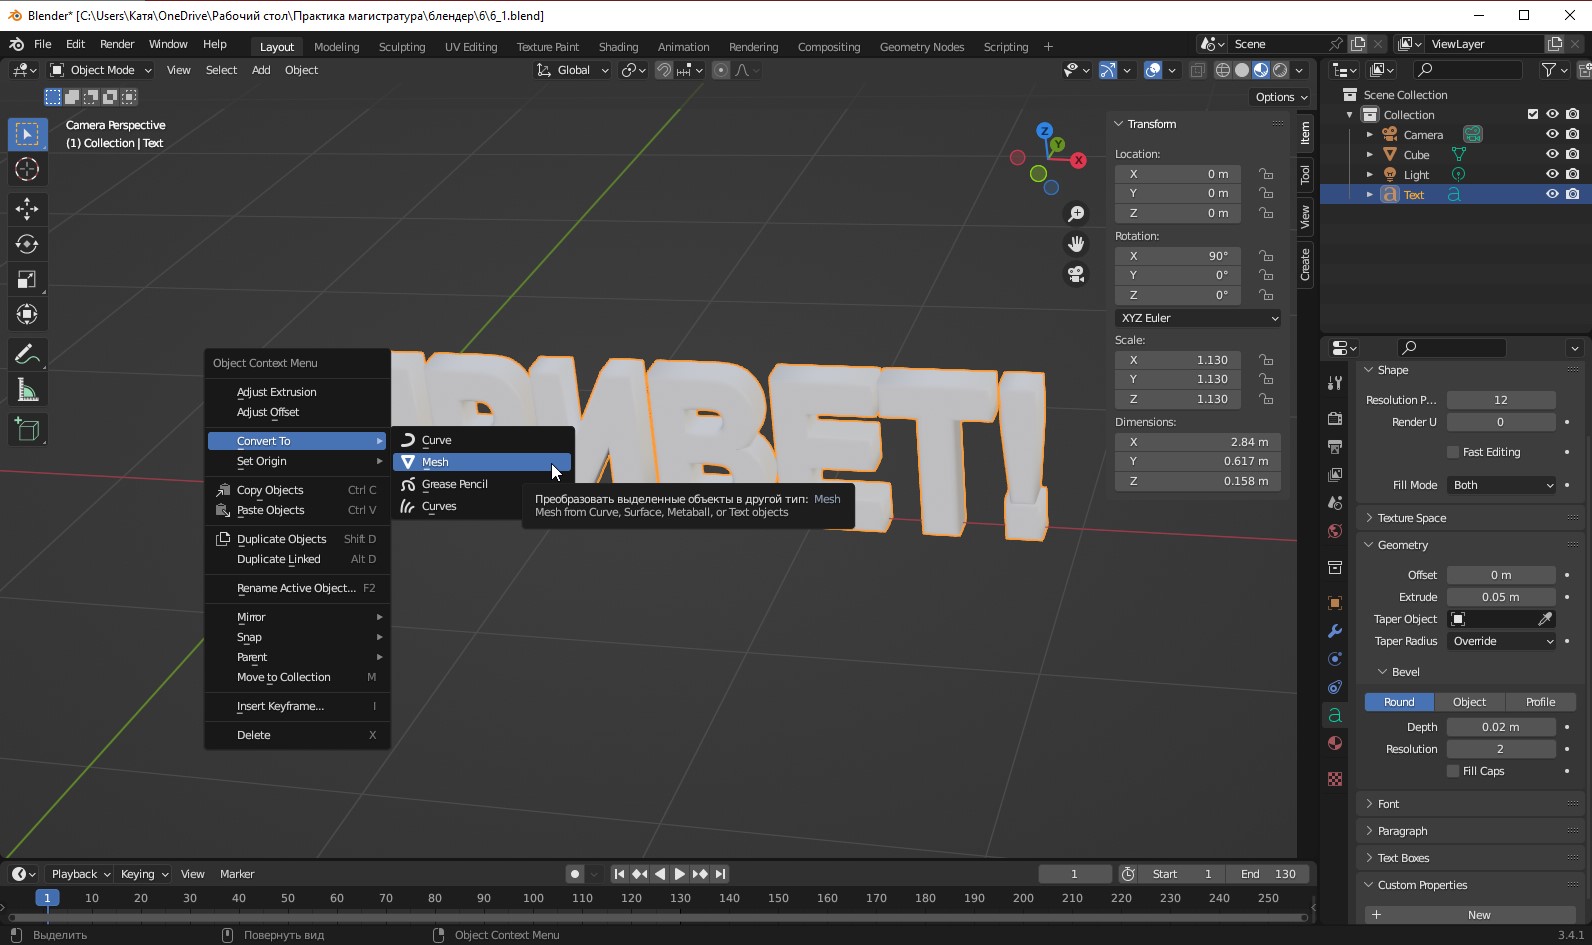 Blender* [C:\Users\Катя\OneDrive\Рабочий стол\Практика магистратура\блендер\6\6_1.blend]
File Edit Render Window Help Layout Modeling Sculpting UV Editing Texture Paint Shading Animation Rendering Compositing Geometry Nodes Scripting + Scene ViewLayer
Object Mode View Select Add Object Global
Options
Camera Perspective
(1) Collection | Text
Z
Y
X
Transform
Location:
X 0 m
Y 0 m
Z 0 m
Rotation:
X 90°
Y 0°
Z 0°
XYZ Euler
Scale:
X 1.130
Y 1.130
Z 1.130
Dimensions:
X 2.84 m
Y 0.617 m
Z 0.158 m
Item
Tool
View
Create
Scene Collection
Collection
Camera
Cube
Light
Text
РИВЕТ!
Object Context Menu
Adjust Extrusion
Adjust Offset
Convert To
Set Origin
Copy Objects Ctrl C
Paste Objects Ctrl V
Duplicate Objects Shift D
Duplicate Linked Alt D
Rename Active Object... F2
Mirror
Snap
Parent
Move to Collection M
Insert Keyframe... I
Delete X
Curve
Mesh
Grease Pencil
Curves
Преобразовать выделенные объекты в другой тип: Mesh
Mesh from Curve, Surface, Metaball, or Text objects
Shape
Resolution P... 12
Render U 0
Fast Editing
Fill Mode Both
Texture Space
Geometry
Offset 0 m
Extrude 0.05 m
Taper Object
Taper Radius Override
Bevel
Round Object Profile
Depth 0.02 m
Resolution 2
Fill Caps
Font
Paragraph
Text Boxes
Custom Properties
+ New
Playback Keying View Marker 1 Start 1 End 130
1 10 20 30 40 50 60 70 80 90 100 110 120 130 140 150 160 170 180 190 200 210 220 230 240 250
Выделить Повернуть вид Object Context Menu 3.4.1